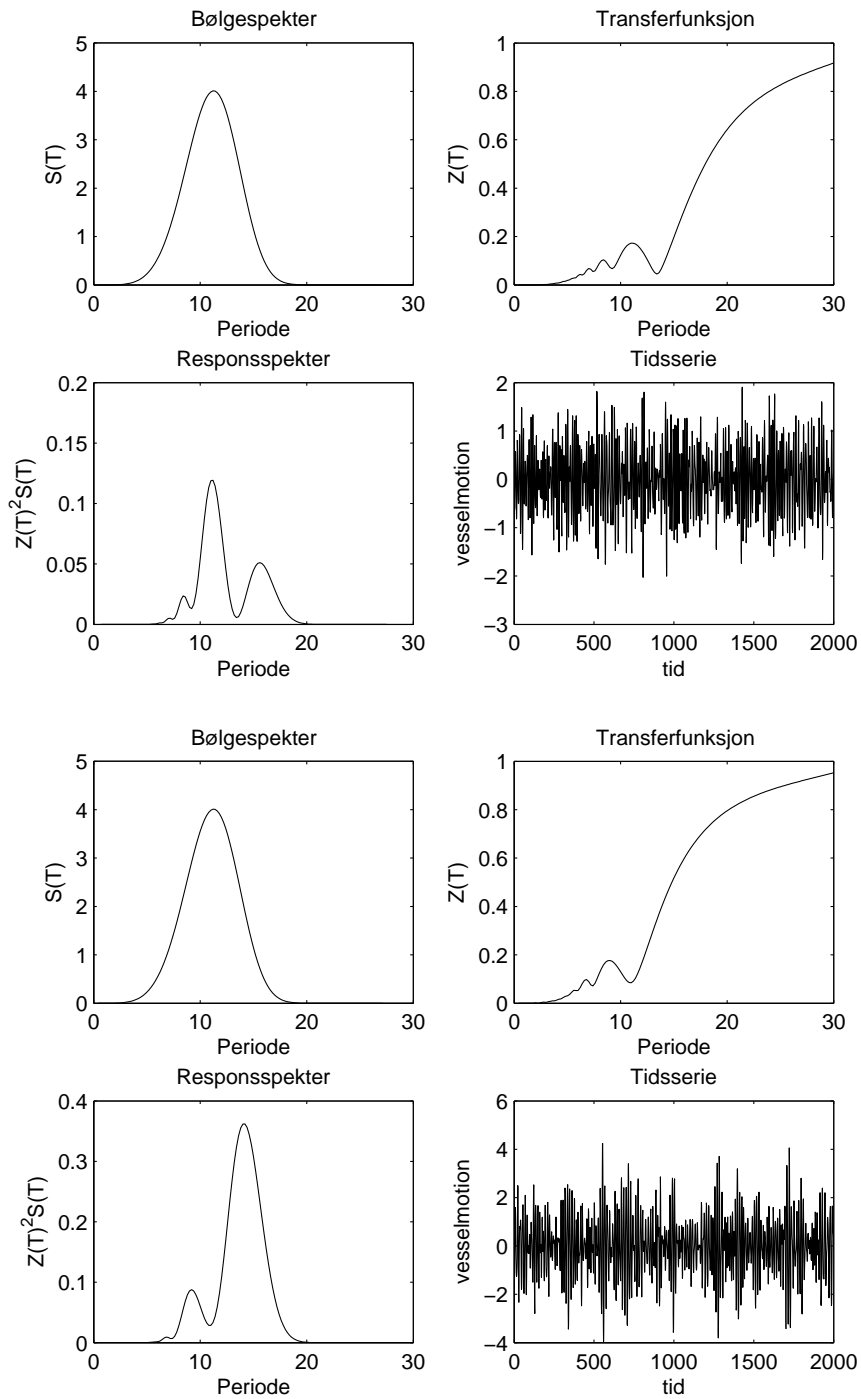 Bølgespekter
S(T)
5
4
3
2
1
0
0 10 20 30
Periode
Transferfunksjon
Z(T)
1
0.8
0.6
0.4
0.2
0
0 10 20 30
Periode
Responsspekter
Z(T)²S(T)
0.2
0.15
0.1
0.05
0
0 10 20 30
Periode
Tidsserie
vesselmotion
2
1
0
−1
−2
−3
0 500 1000 1500 2000
tid
Bølgespekter
S(T)
5
4
3
2
1
0
0 10 20 30
Periode
Transferfunksjon
Z(T)
1
0.8
0.6
0.4
0.2
0
0 10 20 30
Periode
Responsspekter
Z(T)²S(T)
0.4
0.3
0.2
0.1
0
0 10 20 30
Periode
Tidsserie
vesselmotion
6
4
2
0
−2
−4
0 500 1000 1500 2000
tid